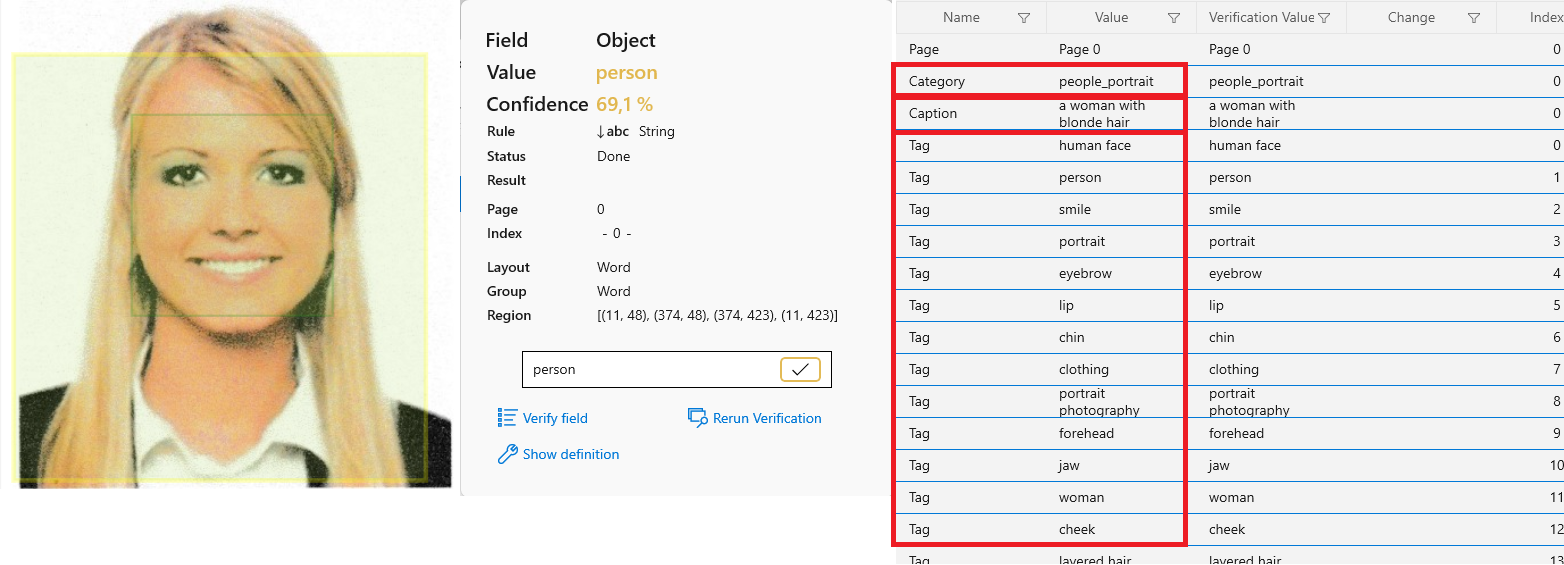 Field Object
Value person
Confidence 69,1 %
Rule ↓abc String
Status Done
Result
Page 0
Index - 0 -
Layout Word
Group Word
Region [(11, 48), (374, 48), (374, 423), (11, 423)]
person
Verify field Rerun Verification
Show definition
Name Value Verification Value Change Index
Page Page 0 Page 0 0
Category people_portrait people_portrait 0
Caption a woman with blonde hair a woman with blonde hair 0
Tag human face human face 0
Tag person person 1
Tag smile smile 2
Tag portrait portrait 3
Tag eyebrow eyebrow 4
Tag lip lip 5
Tag chin chin 6
Tag clothing clothing 7
Tag portrait photography portrait photography 8
Tag forehead forehead 9
Tag jaw jaw 10
Tag woman woman 11
Tag cheek cheek 12
Tag layered hair layered hair 13